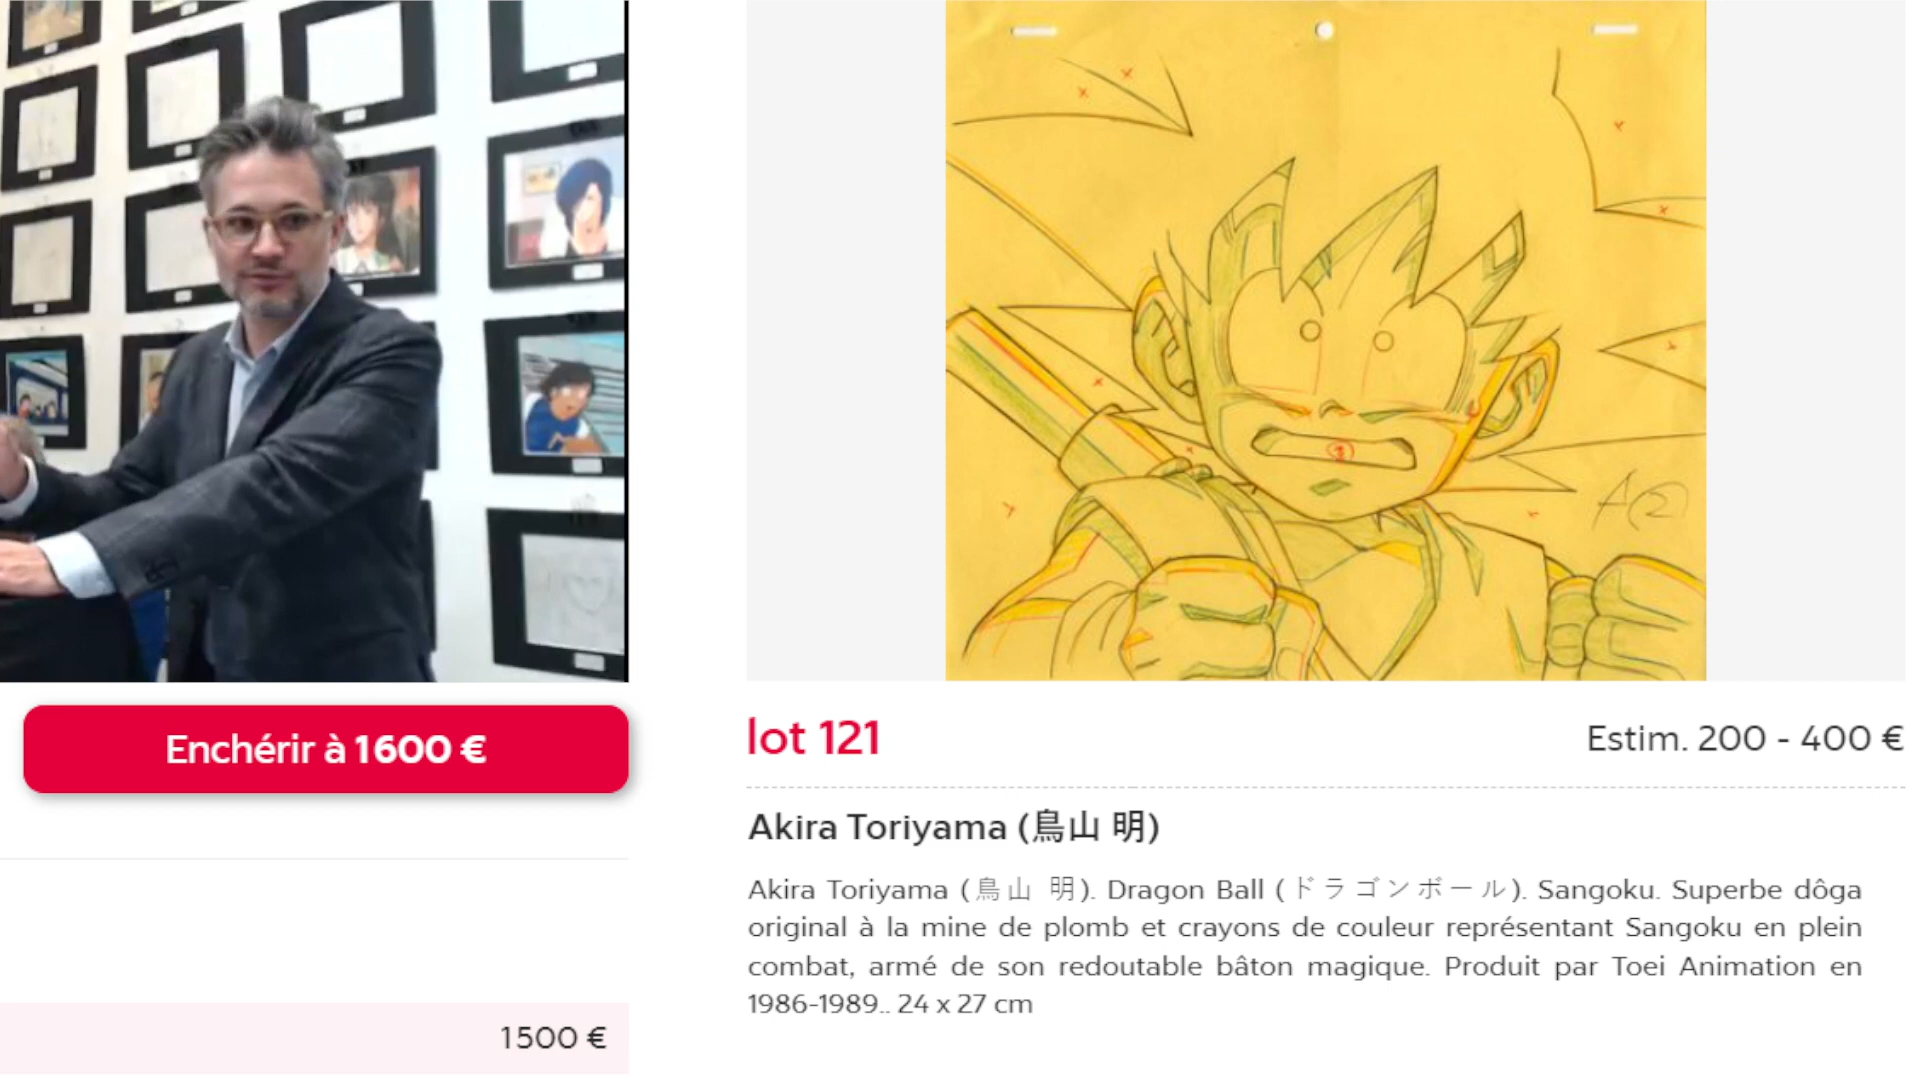 Enchérir à 1600 €
1500 €
A(2)
lot 121
Estim. 200 - 400 €
Akira Toriyama (鳥山 明)
Akira Toriyama (鳥山 明). Dragon Ball (ドラゴンボール). Sangoku. Superbe dôga
original à la mine de plomb et crayons de couleur représentant Sangoku en plein
combat, armé de son redoutable bâton magique. Produit par Toei Animation en
1986-1989.. 24 x 27 cm